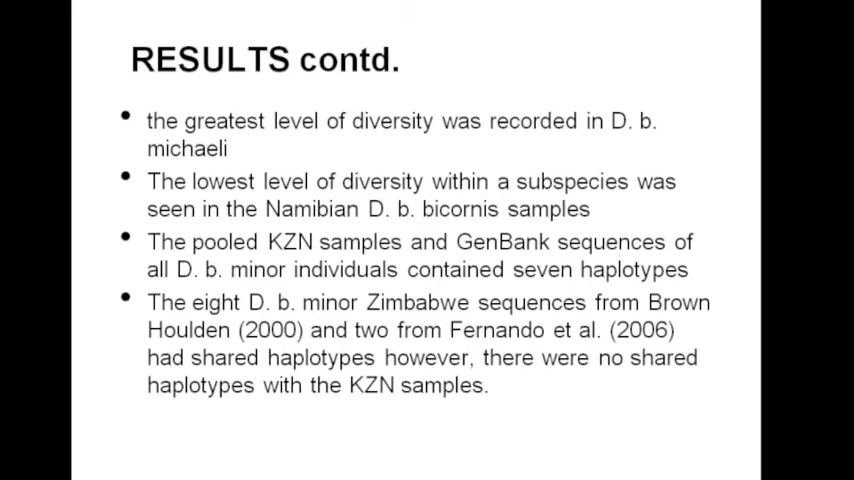 RESULTS contd.
• the greatest level of diversity was recorded in D. b.
michaeli
• The lowest level of diversity within a subspecies was
seen in the Namibian D. b. bicornis samples
• The pooled KZN samples and GenBank sequences of
all D. b. minor individuals contained seven haplotypes
• The eight D. b. minor Zimbabwe sequences from Brown
Houlden (2000) and two from Fernando et al. (2006)
had shared haplotypes however, there were no shared
haplotypes with the KZN samples.